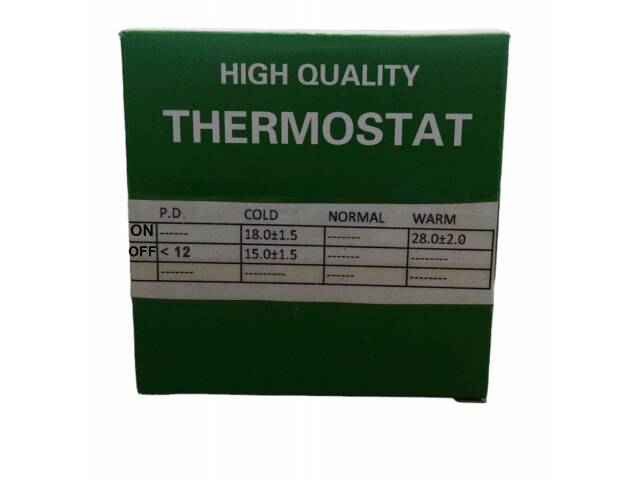 HIGH QUALITY
THERMOSTAT
P.D. COLD NORMAL WARM
ON ------ 18.0±1.5 ------- 28.0±2.0
OFF < 12 15.0±1.5 ------- --------
------- --------- ------- --------